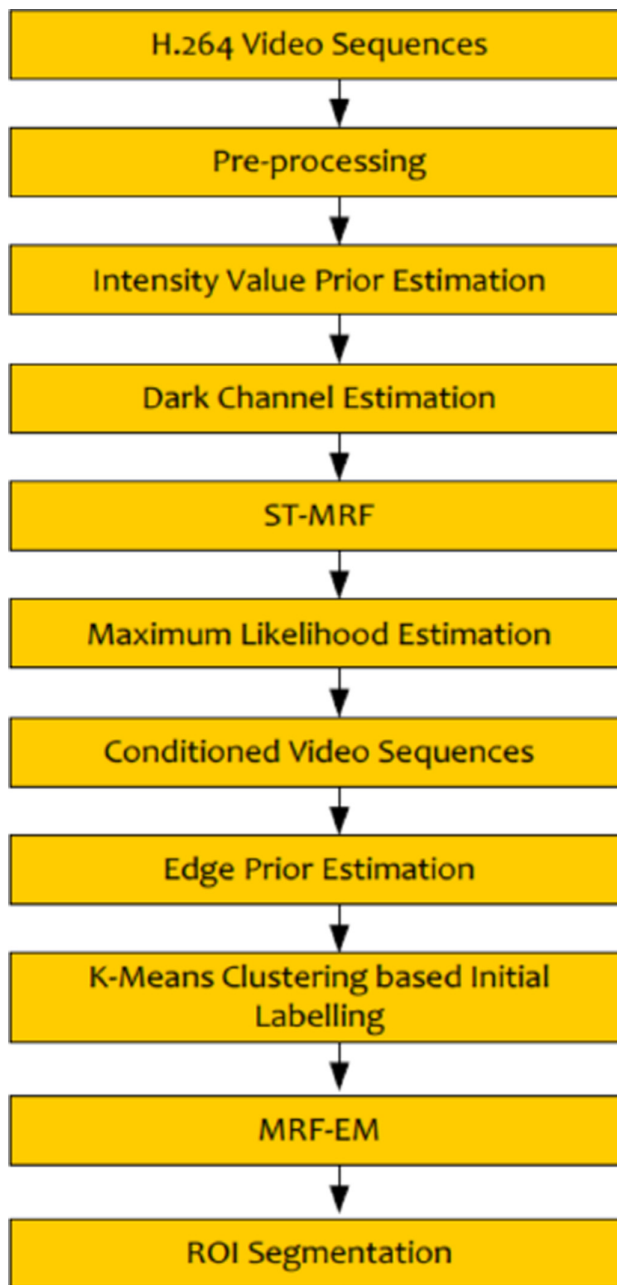 H.264 Video Sequences
Pre-processing
Intensity Value Prior Estimation
Dark Channel Estimation
ST-MRF
Maximum Likelihood Estimation
Conditioned Video Sequences
Edge Prior Estimation
K-Means Clustering based Initial
Labelling
MRF-EM
ROI Segmentation